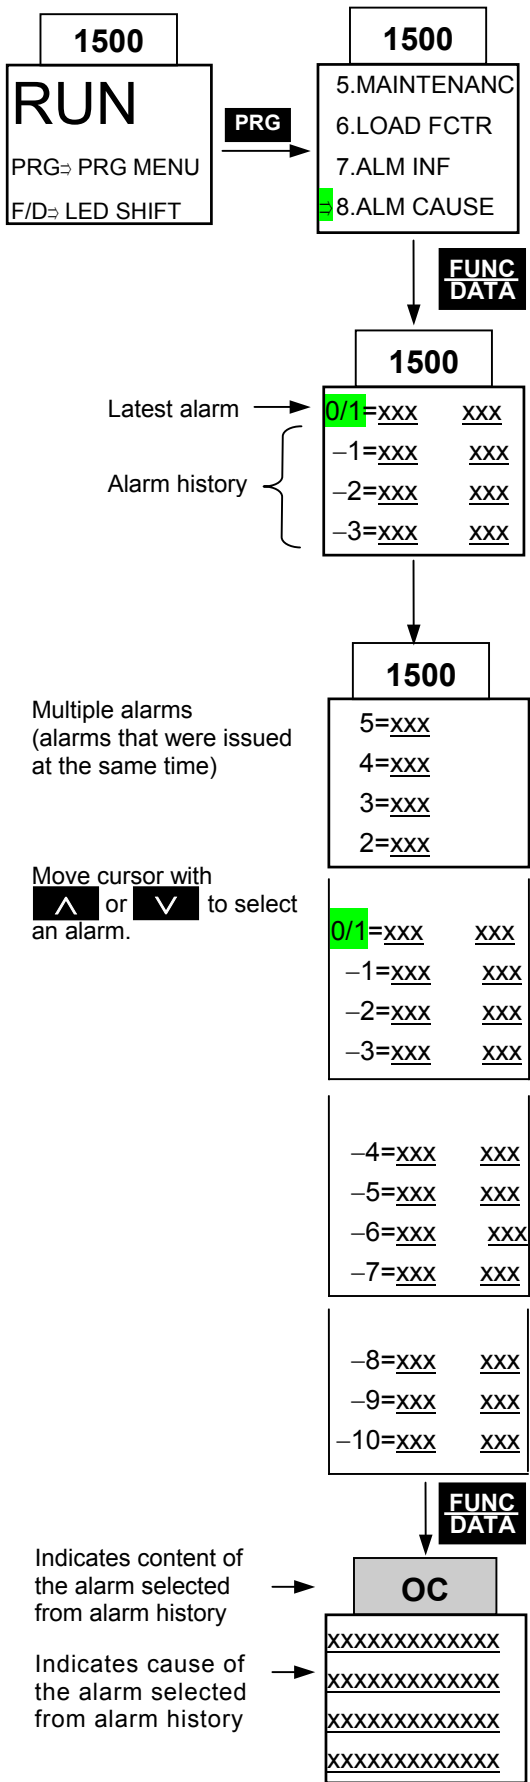 1500
RUN
PRG⇨ PRG MENU
F/D⇨ LED SHIFT
PRG
1500
5.MAINTENANC
6.LOAD FCTR
7.ALM INF
⇨ 8.ALM CAUSE
FUNC
DATA
1500
Latest alarm
0/1=xxx xxx
–1=xxx xxx
Alarm history
–2=xxx xxx
–3=xxx xxx
1500
Multiple alarms
(alarms that were issued
at the same time)
5=xxx
4=xxx
3=xxx
2=xxx
Move cursor with
∧ or ∨ to select
an alarm.
0/1=xxx xxx
–1=xxx xxx
–2=xxx xxx
–3=xxx xxx
–4=xxx xxx
–5=xxx xxx
–6=xxx xxx
–7=xxx xxx
–8=xxx xxx
–9=xxx xxx
–10=xxx xxx
FUNC
DATA
Indicates content of
the alarm selected
from alarm history
OC
Indicates cause of
the alarm selected
from alarm history
xxxxxxxxxxxxx
xxxxxxxxxxxxx
xxxxxxxxxxxxx
xxxxxxxxxxxxx